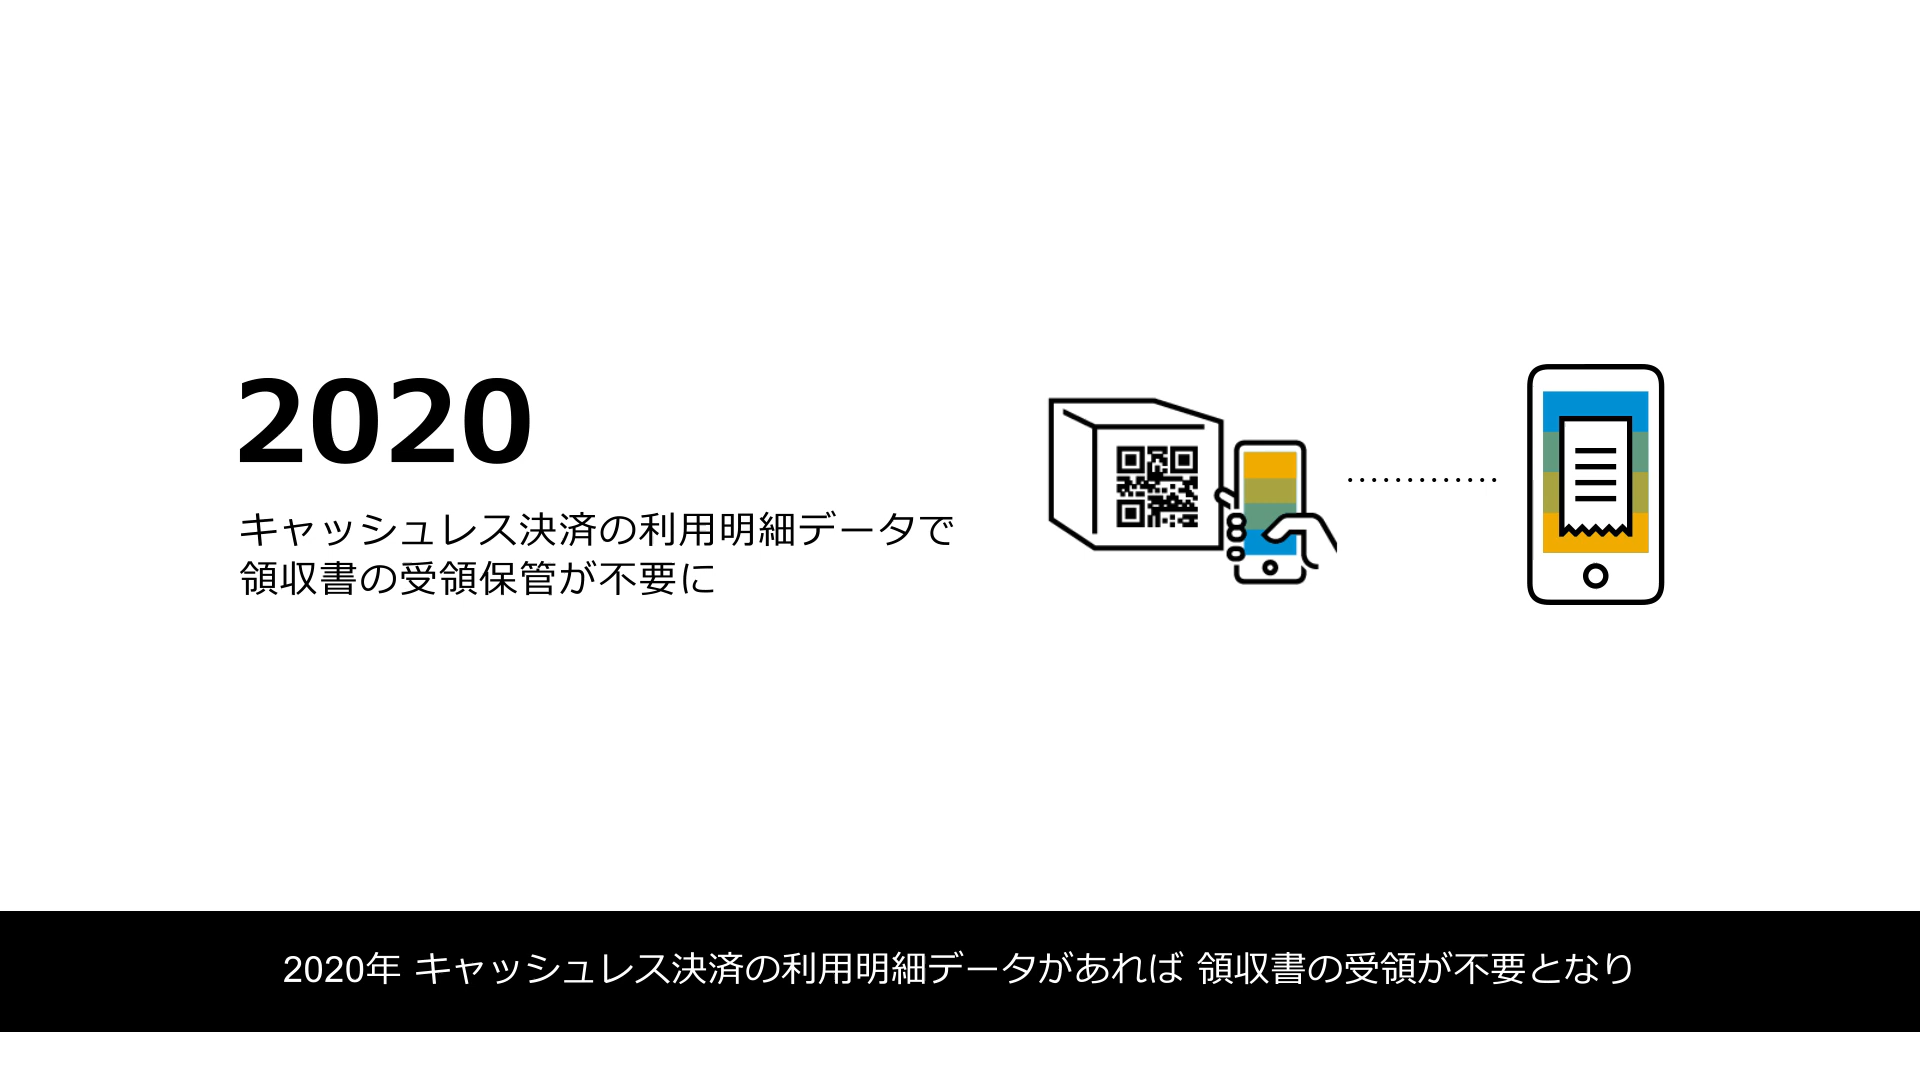 2020
キャッシュレス決済の利用明細データで
領収書の受領保管が不要に
2020年 キャッシュレス決済の利用明細データがあれば 領収書の受領が不要となり